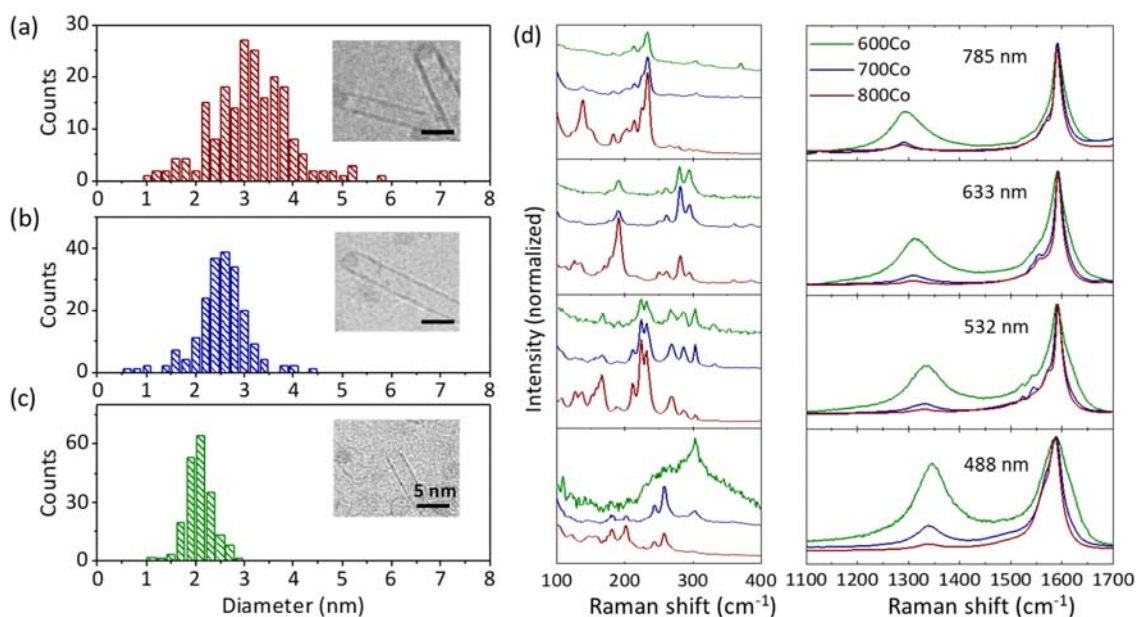 (a)
30
20
10
0
Counts
0 1 2 3 4 5 6 7 8
(b)
40
20
0
Counts
0 1 2 3 4 5 6 7 8
(c)
60
30
0
Counts
5 nm
0 1 2 3 4 5 6 7 8
Diameter (nm)
(d)
Intensity (normalized)
100 200 300 400
Raman shift (cm⁻¹)
600Co
700Co
800Co
785 nm
633 nm
532 nm
488 nm
1100 1200 1300 1400 1500 1600 1700
Raman shift (cm⁻¹)